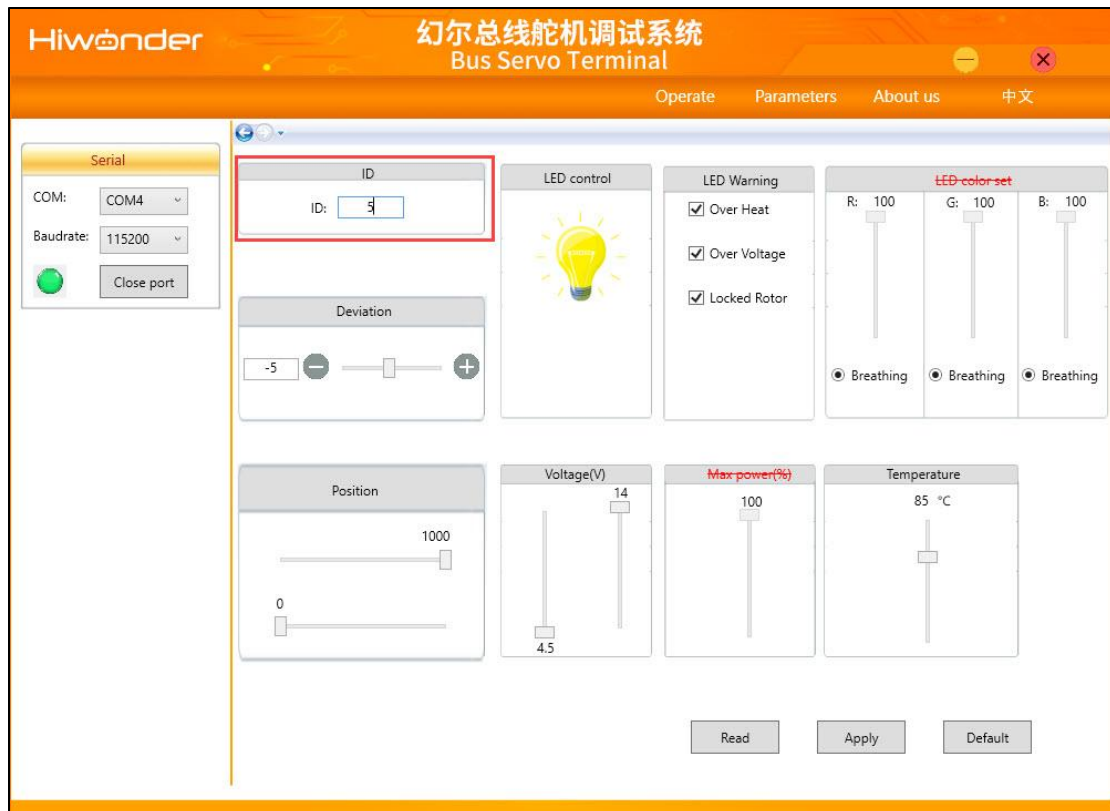 Hiwonder
幻尔总线舵机调试系统
Bus Servo Terminal
Operate Parameters About us 中文
Serial
COM: COM4
Baudrate: 115200
Close port
ID
ID: 5
LED control
LED Warning
Over Heat
Over Voltage
Locked Rotor
LED color set
R: 100 G: 100 B: 100
Breathing Breathing Breathing
Deviation
-5
Position
1000
0
Voltage(V)
14
4.5
Max power(%)
100
Temperature
85 °C
Read Apply Default